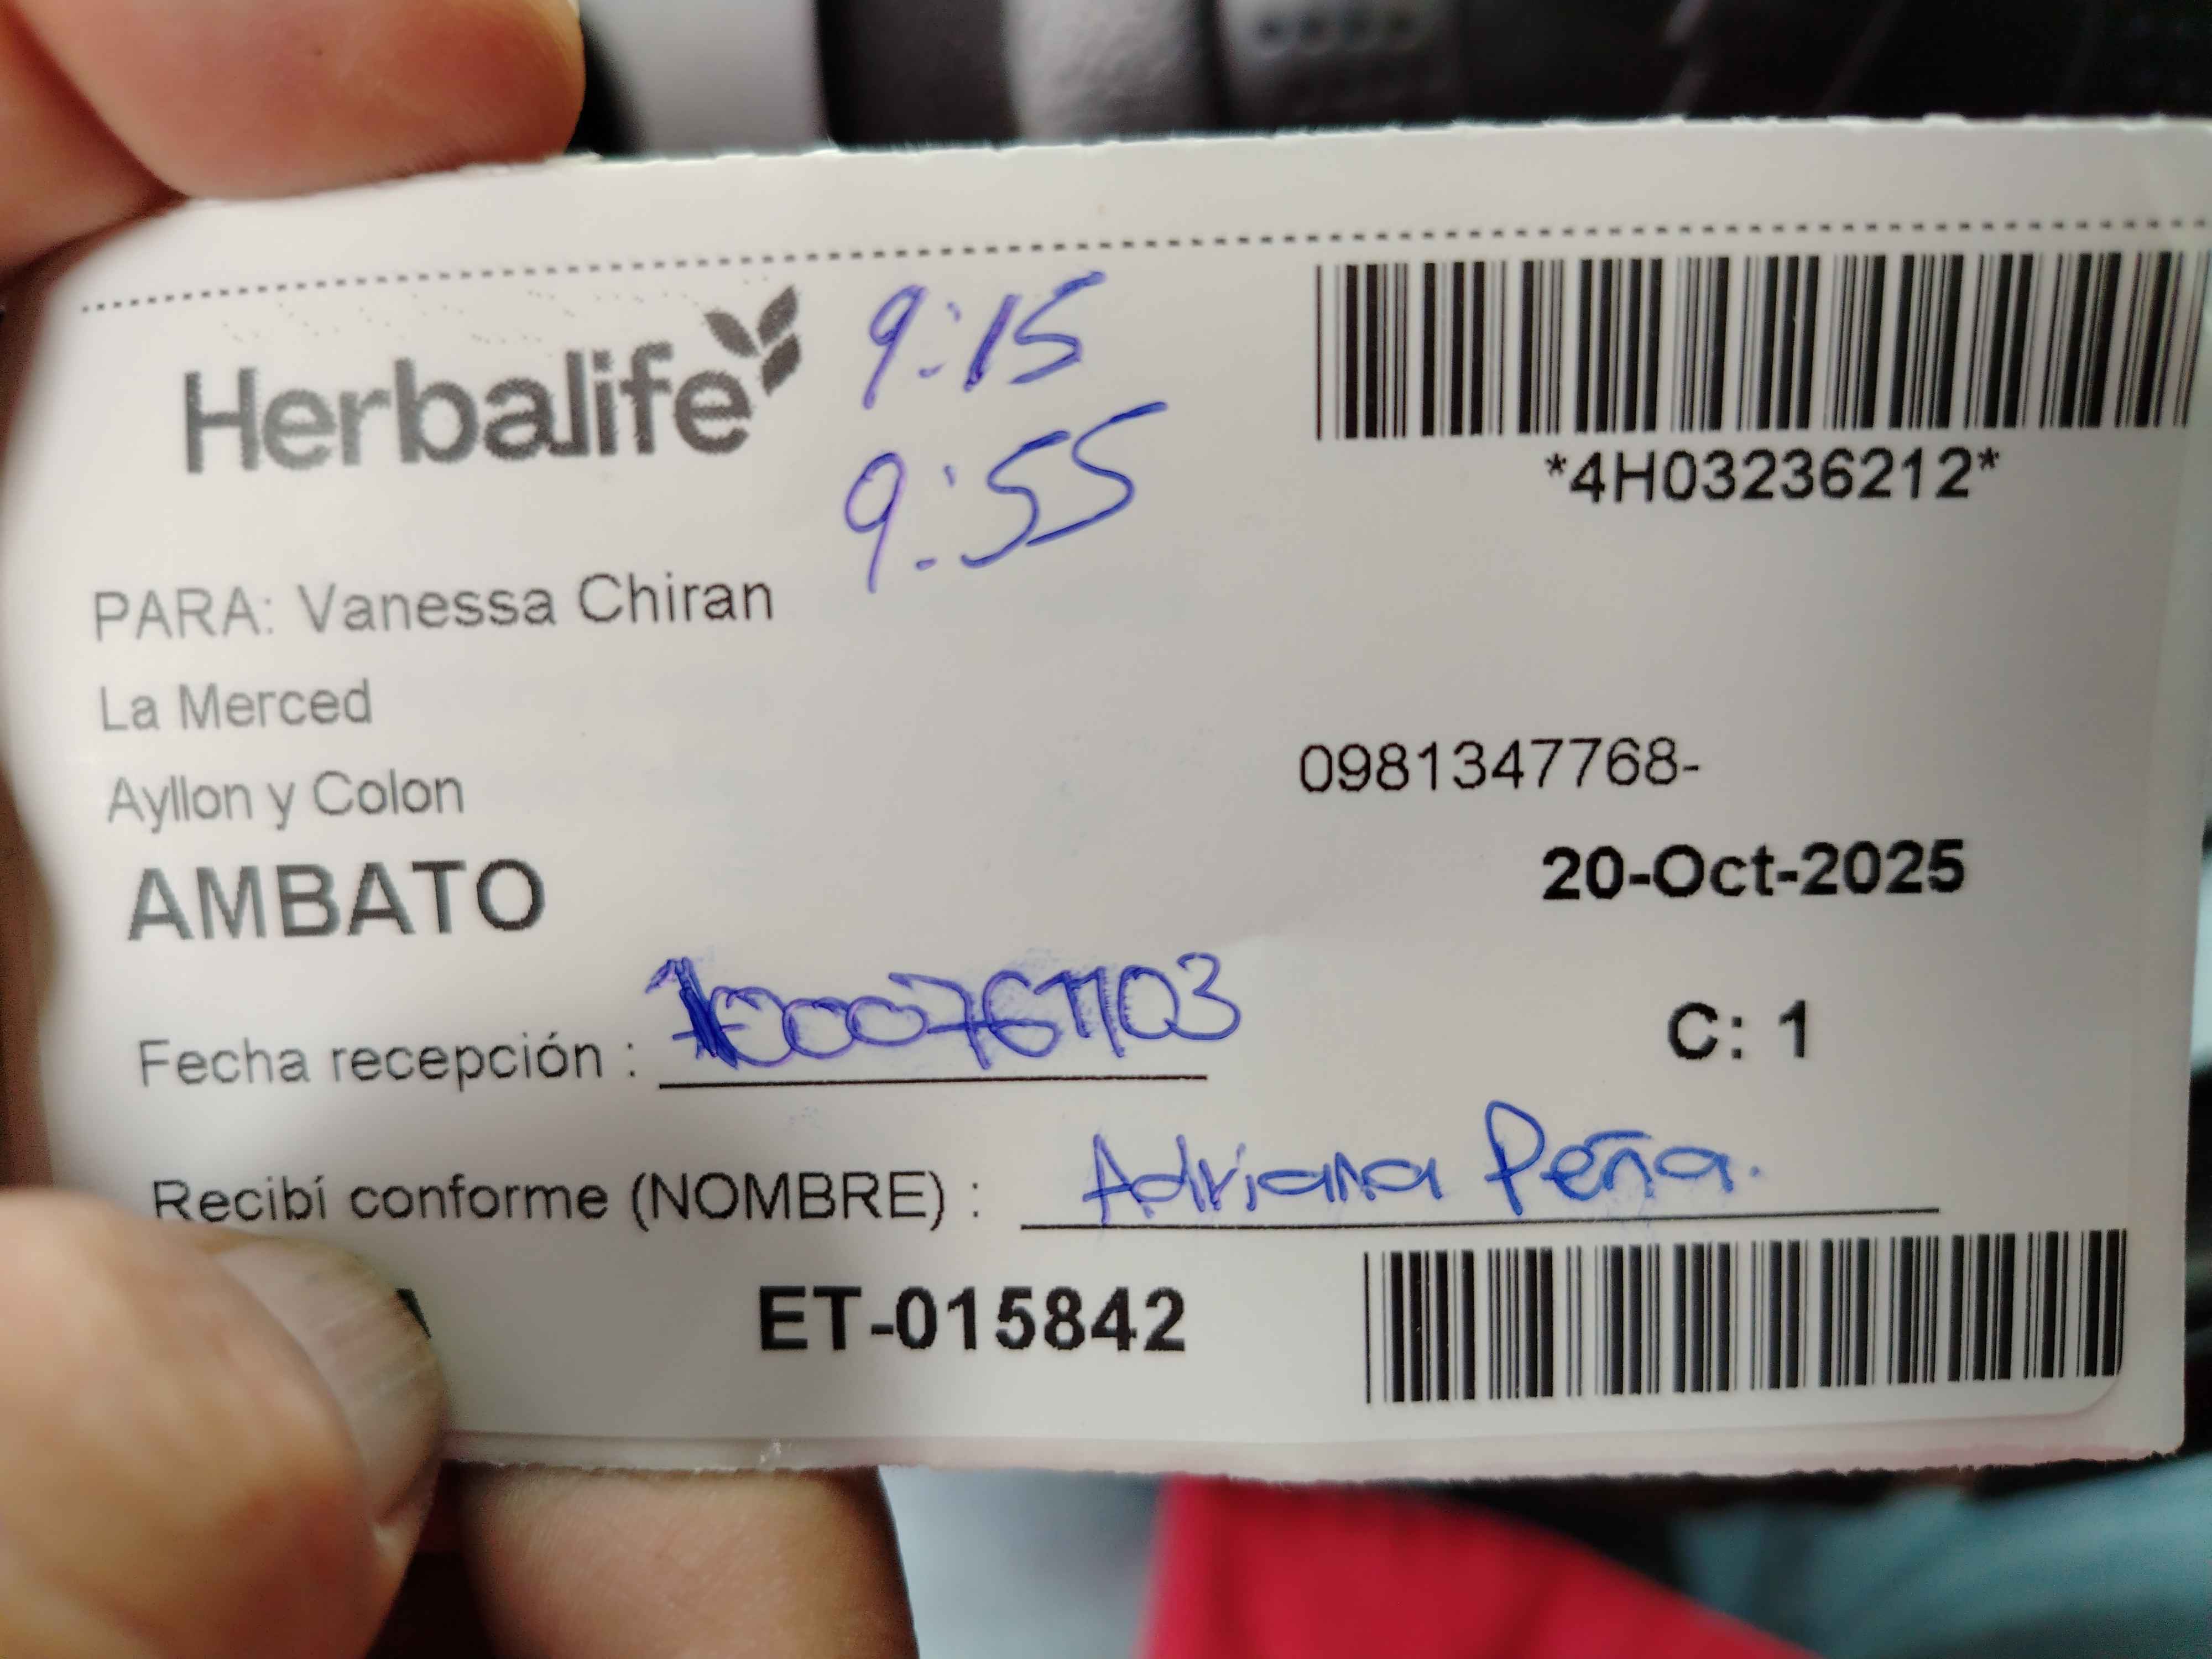 Herbalife 9:15
9:55
*4H03236212*
PARA: Vanessa Chiran
La Merced
Ayllon y Colon
0981347768-
AMBATO
20-Oct-2025
Fecha recepción :
C: 1
Recibí conforme (NOMBRE) : Adriana Peña.
ET-015842